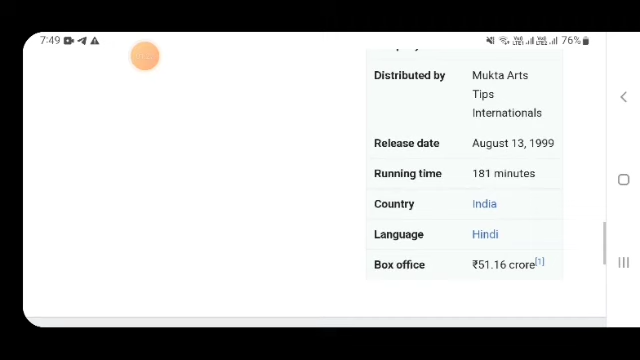 7:49 76%
Distributed by Mukta Arts
Tips
Internationals
Release date August 13, 1999
Running time 181 minutes
Country India
Language Hindi
Box office ₹51.16 crore[1]